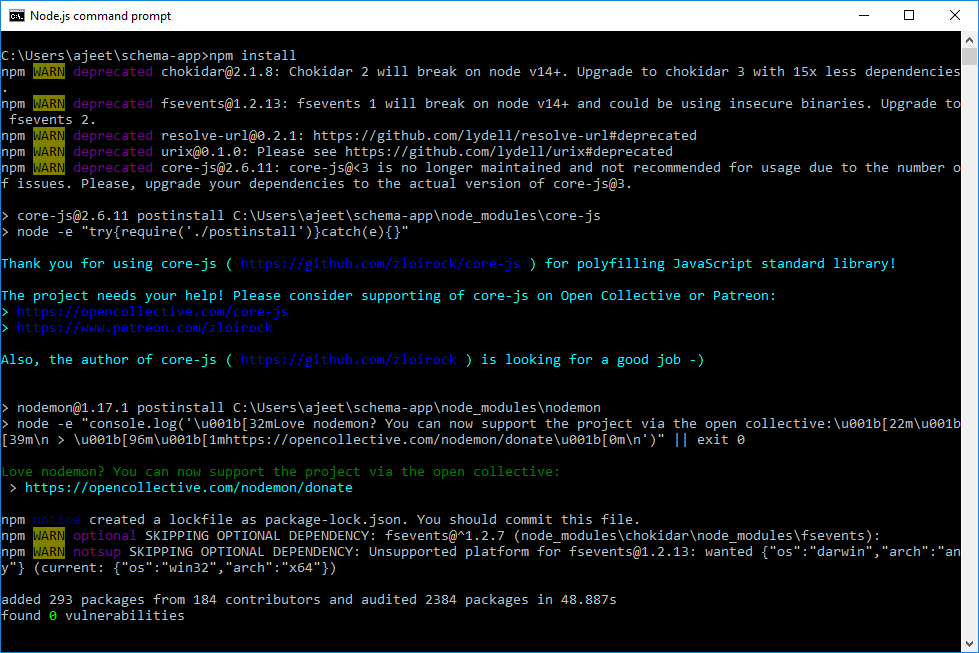 Node.js command prompt
C:\Users\ajeet\schema-app>npm install
npm WARN deprecated chokidar@2.1.8: Chokidar 2 will break on node v14+. Upgrade to chokidar 3 with 15x less dependencies
.
npm WARN deprecated fsevents@1.2.13: fsevents 1 will break on node v14+ and could be using insecure binaries. Upgrade to
 fsevents 2.
npm WARN deprecated resolve-url@0.2.1: https://github.com/lydell/resolve-url#deprecated
npm WARN deprecated urix@0.1.0: Please see https://github.com/lydell/urix#deprecated
npm WARN deprecated core-js@2.6.11: core-js@<3 is no longer maintained and not recommended for usage due to the number o
f issues. Please, upgrade your dependencies to the actual version of core-js@3.
> core-js@2.6.11 postinstall C:\Users\ajeet\schema-app\node_modules\core-js
> node -e "try{require('./postinstall')}catch(e){}"
Thank you for using core-js ( https://github.com/zloirock/core-js ) for polyfilling JavaScript standard library!
The project needs your help! Please consider supporting of core-js on Open Collective or Patreon:
> https://opencollective.com/core-js
> https://www.patreon.com/zloirock
Also, the author of core-js ( https://github.com/zloirock ) is looking for a good job -)
> nodemon@1.17.1 postinstall C:\Users\ajeet\schema-app\node_modules\nodemon
> node -e "console.log('\u001b[32mLove nodemon? You can now support the project via the open collective:\u001b[22m\u001b
[39m\n > \u001b[96m\u001b[1mhttps://opencollective.com/nodemon/donate\u001b[0m\n')" || exit 0
Love nodemon? You can now support the project via the open collective:
 > https://opencollective.com/nodemon/donate
npm notice created a lockfile as package-lock.json. You should commit this file.
npm WARN optional SKIPPING OPTIONAL DEPENDENCY: fsevents@^1.2.7 (node_modules\chokidar\node_modules\fsevents):
npm WARN notsup SKIPPING OPTIONAL DEPENDENCY: Unsupported platform for fsevents@1.2.13: wanted {"os":"darwin","arch":"an
y"} (current: {"os":"win32","arch":"x64"})
added 293 packages from 184 contributors and audited 2384 packages in 48.887s
found 0 vulnerabilities